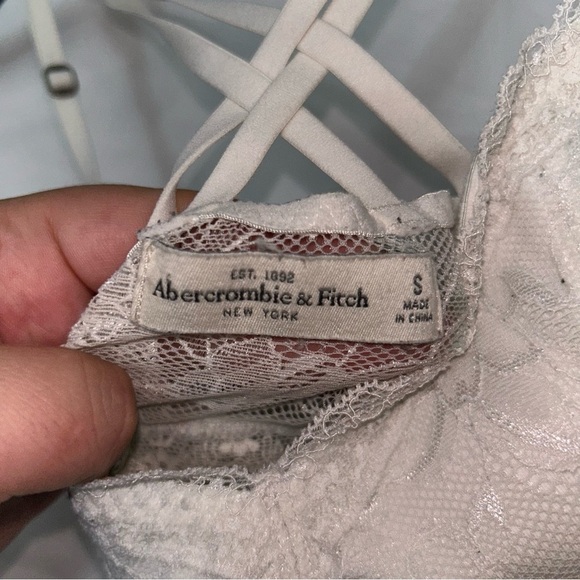 EST. 1892
Abercrombie & Fitch
NEW YORK
S
MADE
IN CHINA